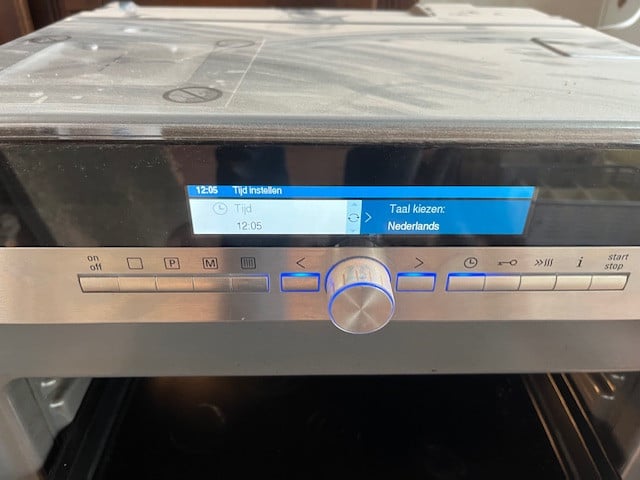 12:05 Tijd instellen
Tijd
12:05
Taal kiezen:
Nederlands
on
off
P
M
<
>
i
start
stop